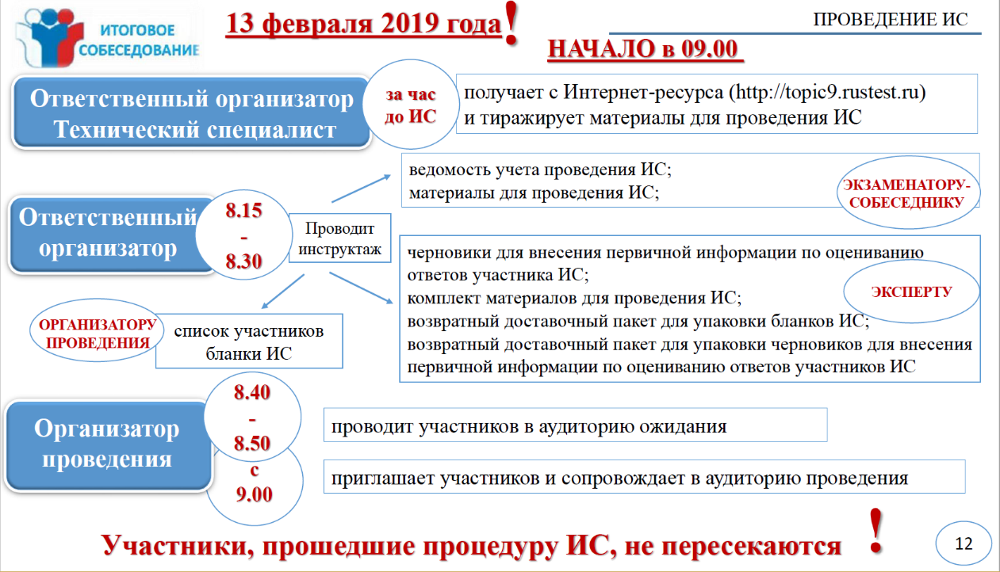 ИТОГОВОЕ
СОБЕСЕДОВАНИЕ
13 февраля 2019 года!
ПРОВЕДЕНИЕ ИС
НАЧАЛО в 09.00
Ответственный организатор
Технический специалист
за час
до ИС
получает с Интернет-ресурса (http://topic9.rustest.ru)
и тиражирует материалы для проведения ИС
Ответственный
организатор
8.15
-
8.30
Проводит
инструктаж
ведомость учета проведения ИС;
материалы для проведения ИС;
ЭКЗАМЕНАТОРУ-
СОБЕСЕДНИКУ
черновики для внесения первичной информации по оцениванию
ответов участника ИС;
комплект материалов для проведения ИС;
возвратный доставочный пакет для упаковки бланков ИС;
возвратный доставочный пакет для упаковки черновиков для внесения
первичной информации по оцениванию ответов участников ИС
ЭКСПЕРТУ
ОРГАНИЗАТОРУ
ПРОВЕДЕНИЯ
список участников
бланки ИС
Организатор
проведения
8.40
-
8.50
проводит участников в аудиторию ожидания
с
9.00
приглашает участников и сопровождает в аудиторию проведения
Участники, прошедшие процедуру ИС, не пересекаются !
12